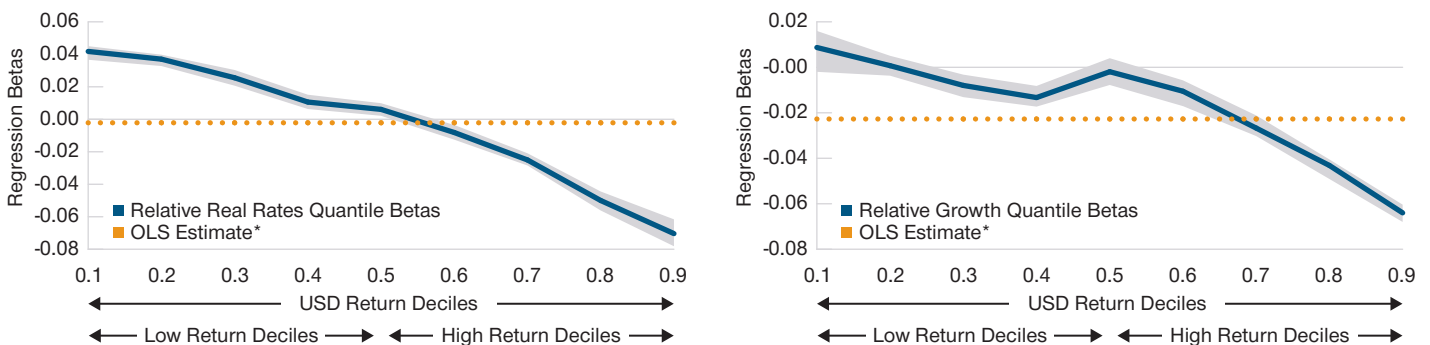 Regression Betas
0.06
0.04
0.02
0.00
-0.02
-0.04
-0.06
-0.08
Relative Real Rates Quantile Betas
OLS Estimate*
0.1 0.2 0.3 0.4 0.5 0.6 0.7 0.8 0.9
USD Return Deciles
Low Return Deciles High Return Deciles
Regression Betas
0.02
-0.00
-0.02
-0.04
-0.06
-0.08
Relative Growth Quantile Betas
OLS Estimate*
0.1 0.2 0.3 0.4 0.5 0.6 0.7 0.8 0.9
USD Return Deciles
Low Return Deciles High Return Deciles